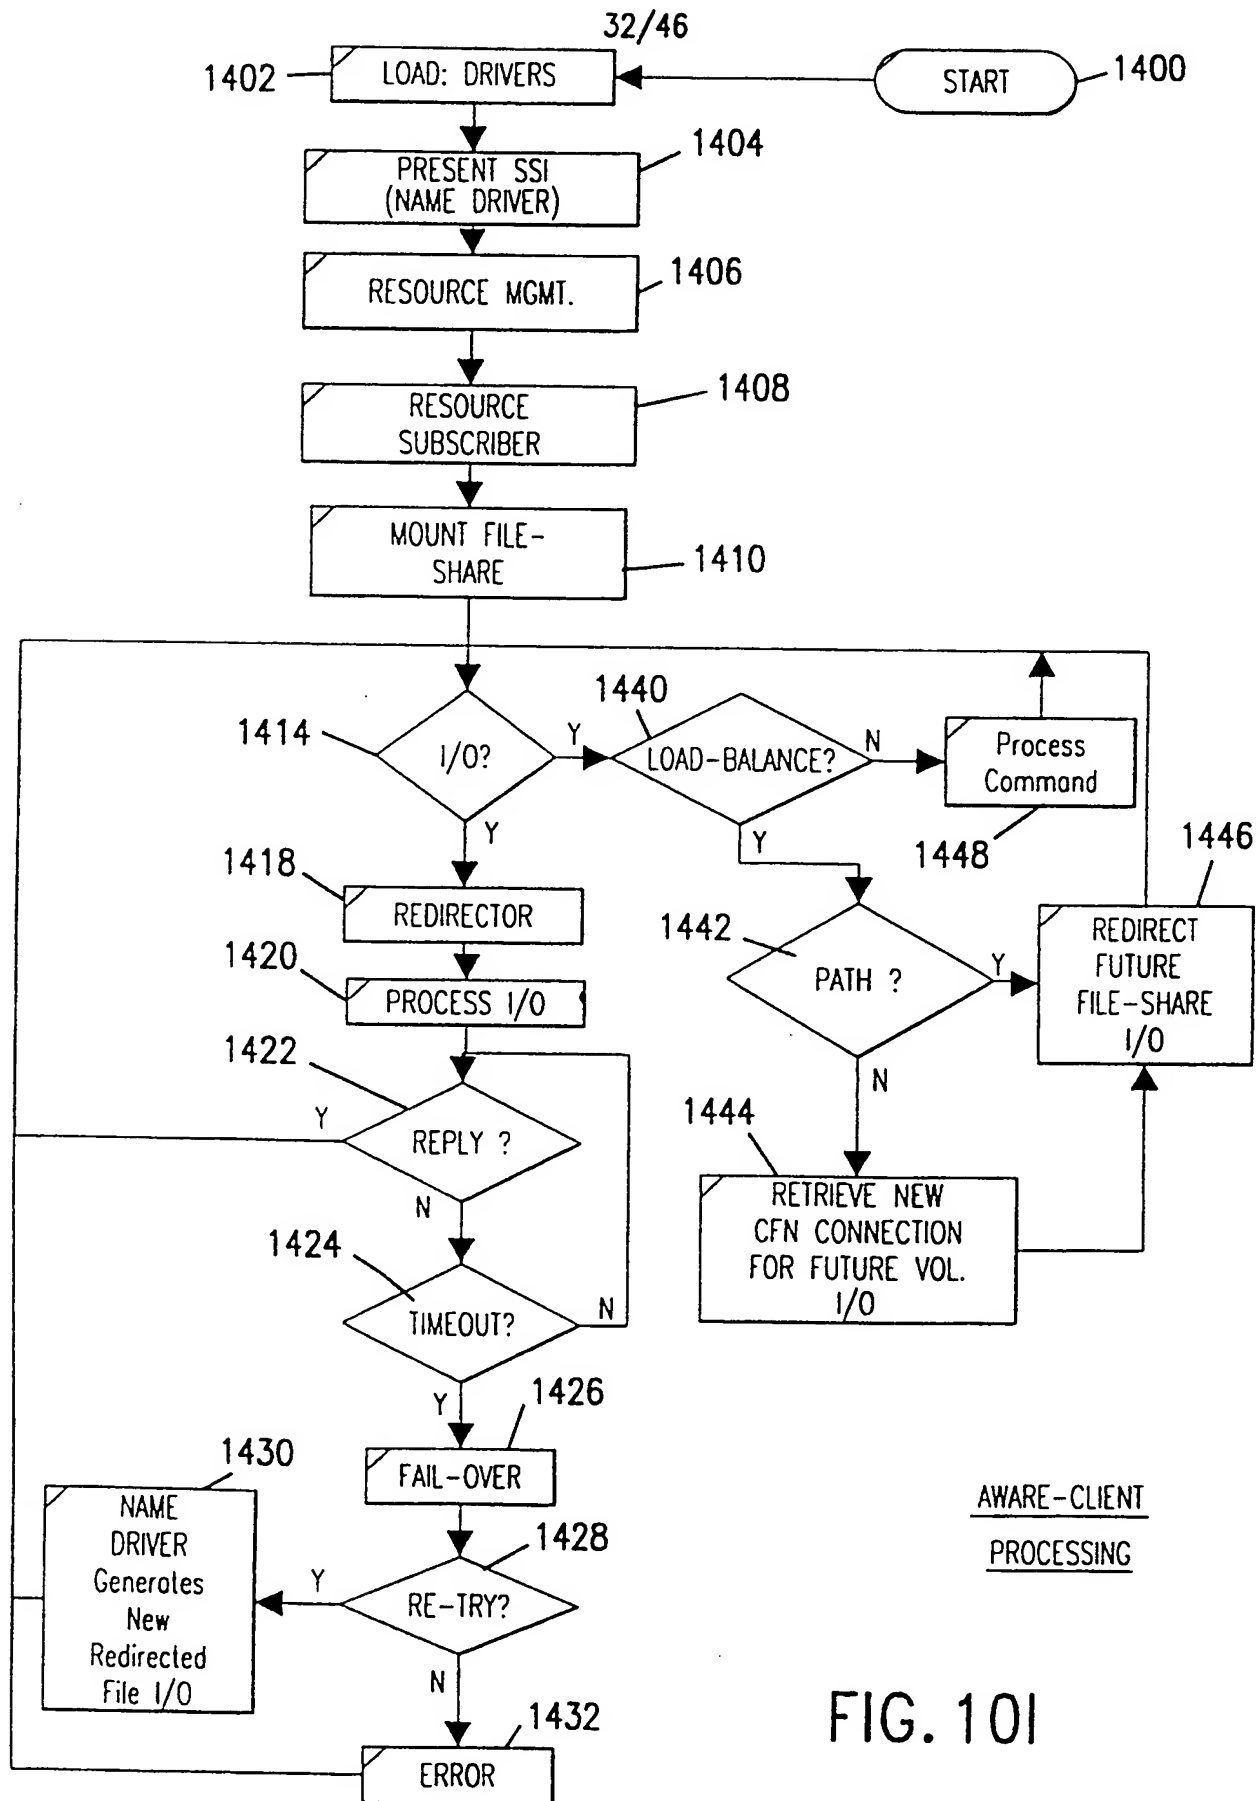 32/46
1402
LOAD: DRIVERS
START
1400
PRESENT SSI
(NAME DRIVER)
1404
RESOURCE MGMT.
1406
RESOURCE
SUBSCRIBER
1408
MOUNT FILE-
SHARE
1410
1414
I/O?
Y
Y
1440
LOAD-BALANCE?
N
Y
Process
Command
1448
1418
REDIRECTOR
1442
PATH ?
Y
N
1446
REDIRECT
FUTURE
FILE-SHARE
I/O
1420
PROCESS I/O
1422
Y
REPLY ?
N
1444
RETRIEVE NEW
CFN CONNECTION
FOR FUTURE VOL.
I/O
1424
TIMEOUT?
N
Y
1426
FAIL-OVER
1430
NAME
DRIVER
Generates
New
Redirected
File I/O
Y
1428
RE-TRY?
N
1432
ERROR
AWARE-CLIENT
PROCESSING
FIG. 10I